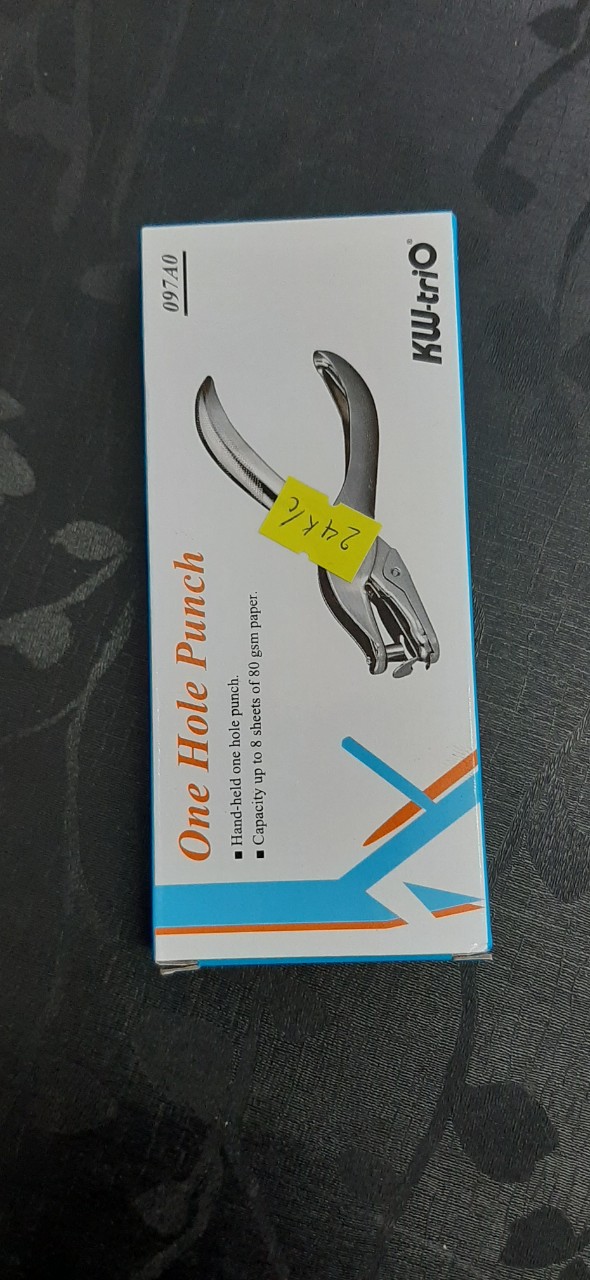 097A0
KW-triO®
24K/c
One Hole Punch
■ Hand-held one hole punch.
■ Capacity up to 8 sheets of 80 gsm paper.